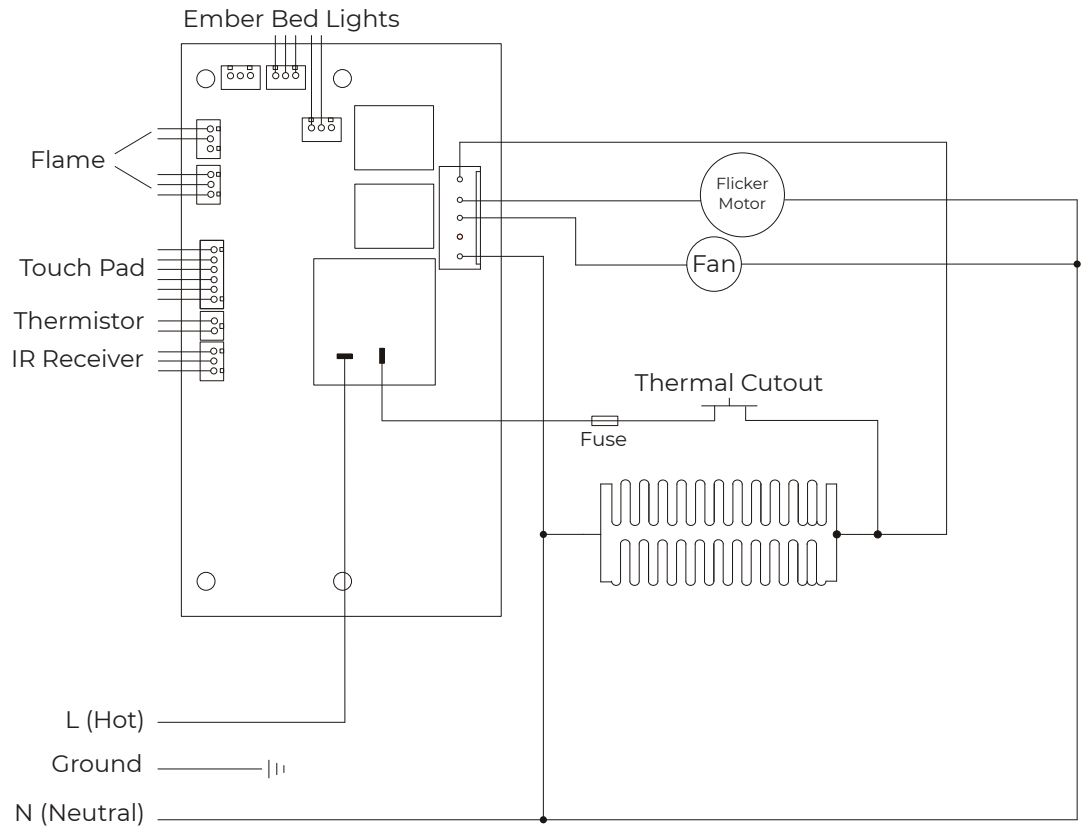 Ember Bed Lights
Flame
Flicker
Motor
Fan
Touch Pad
Thermistor
IR Receiver
Thermal Cutout
Fuse
L (Hot)
Ground
N (Neutral)